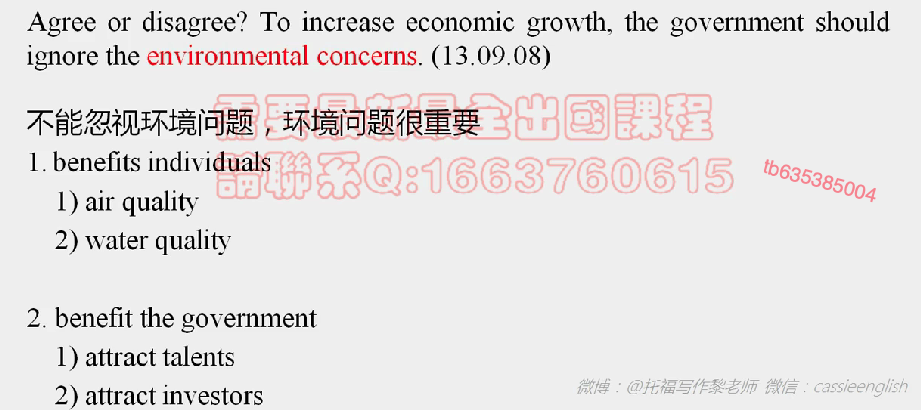 Agree or disagree? To increase economic growth, the government should
ignore the environmental concerns. (13.09.08)
需要最新最全出國課程
不能忽视环境问题，环境问题很重要
1. benefits individuals
請聯系Q:1663760615
tb635385004
1) air quality
2) water quality
2. benefit the government
1) attract talents
2) attract investors
微博：@托福写作黎老师 微信：cassieenglish